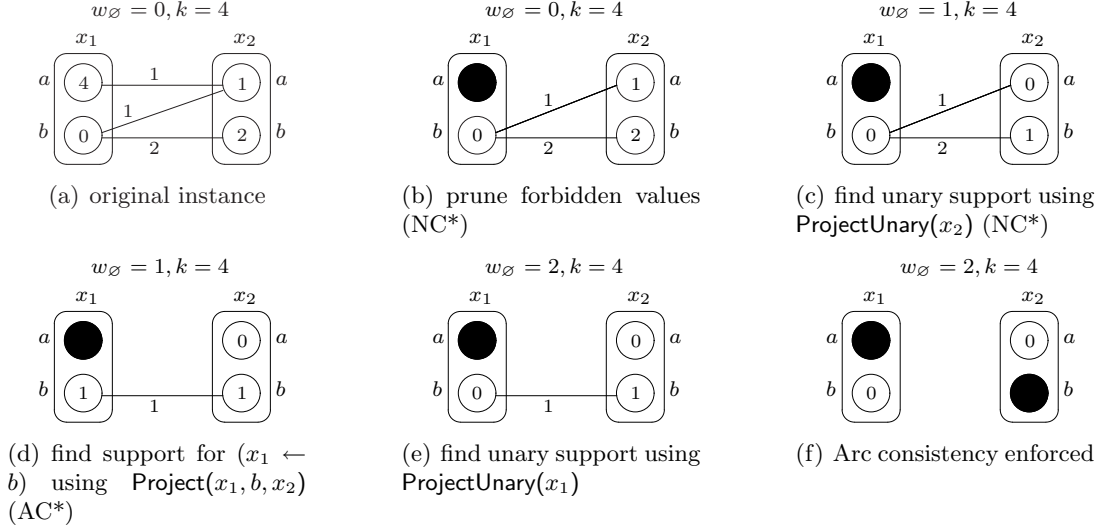 w∅ = 0, k = 4
x1 x2
a 4 1 1 a
1
b 0 2 2 b
(a) original instance
w∅ = 0, k = 4
x1 x2
a 1 1 a
b 0 2 2 b
(b) prune forbidden values
(NC*)
w∅ = 1, k = 4
x1 x2
a 1 0 a
b 0 2 1 b
(c) find unary support using
ProjectUnary(x2) (NC*)
w∅ = 1, k = 4
x1 x2
a 0 a
b 1 1 1 b
(d) find support for (x1 ←
b) using Project(x1, b, x2)
(AC*)
w∅ = 2, k = 4
x1 x2
a 0 a
b 0 1 1 b
(e) find unary support using
ProjectUnary(x1)
w∅ = 2, k = 4
x1 x2
a 0 a
b 0 b
(f) Arc consistency enforced